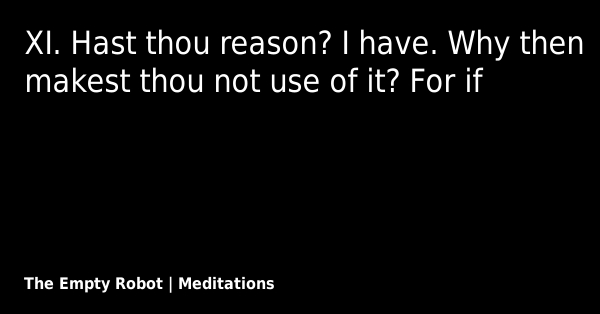 XI. Hast thou reason? I have. Why then
makest thou not use of it? For if
The Empty Robot | Meditations